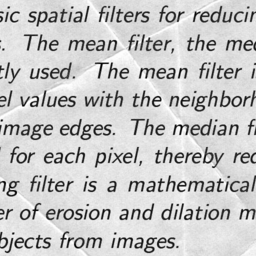 sic spatial filters for reducin
s. The mean filter, the med
tly used. The mean filter i
el values with the neighborh
image edges. The median fi
for each pixel, thereby red
ng filter is a mathematical
er of erosion and dilation m
bjects from images.